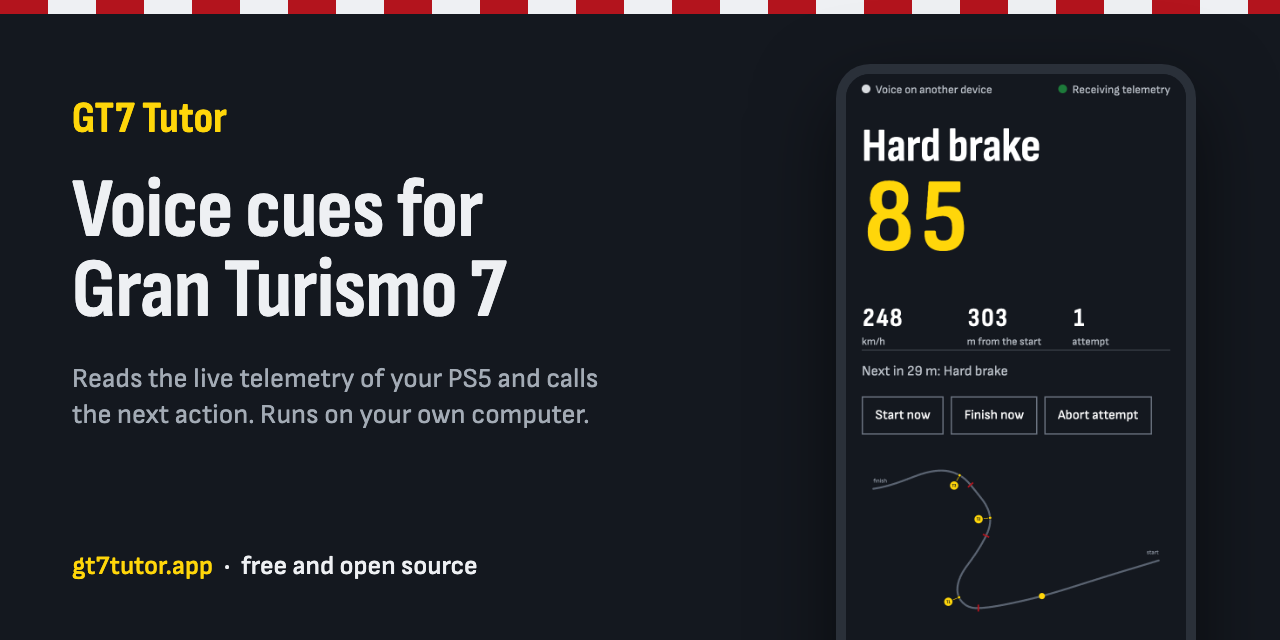 GT7 Tutor
Voice cues for
Gran Turismo 7
Reads the live telemetry of your PS5 and calls
the next action. Runs on your own computer.
gt7tutor.app · free and open source
Voice on another device
Receiving telemetry
Hard brake
85
248
303
1
km/h
m from the start
attempt
Next in 29 m: Hard brake
Start now
Finish now
Abort attempt
finish
start